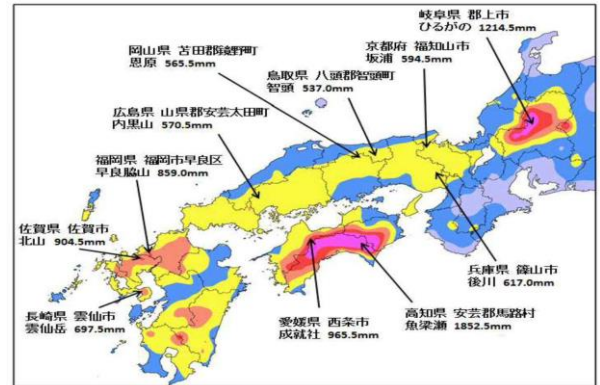 岐阜県 郡上市
ひるがの 1214.5mm
岡山県 苫田郡鏡野町
恩原 565.5mm
京都府 福知山市
坂浦 594.5mm
鳥取県 八頭郡智頭町
智頭 537.0mm
広島県 山県郡安芸太田町
内黒山 570.5mm
福岡県 福岡市早良区
早良脇山 859.0mm
佐賀県 佐賀市
北山 904.5mm
兵庫県 篠山市
後川 617.0mm
長崎県 雲仙市
雲仙岳 697.5mm
愛媛県 西条市
成就社 965.5mm
高知県 安芸郡馬路村
魚梁瀬 1852.5mm